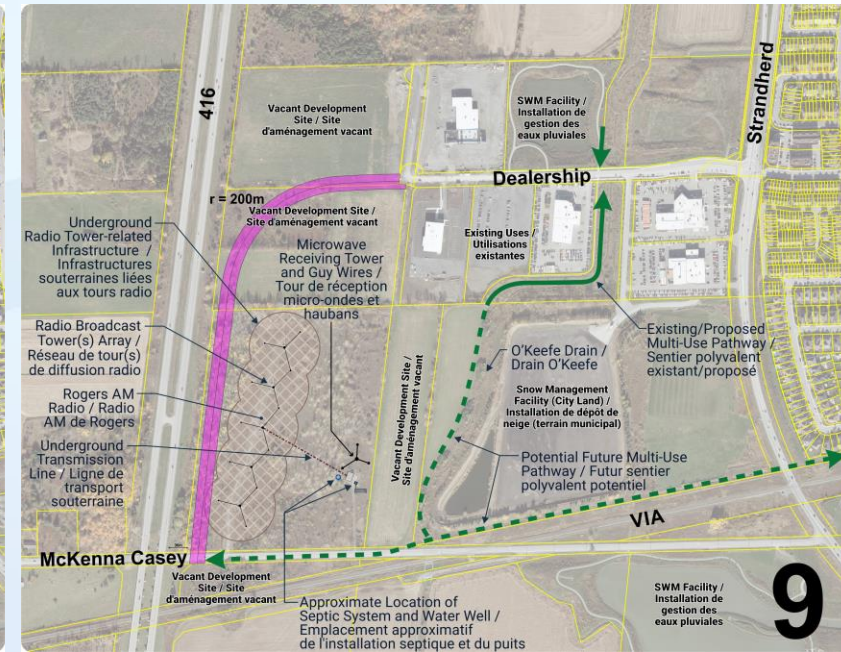 416
Strandherd
Vacant Development
Site / Site
d'aménagement vacant
SWM Facility /
Installation de
gestion des
eaux pluviales
Dealership
r = 200m
Vacant Development Site /
Site d'aménagement vacant
Underground
Radio Tower-related
Infrastructure /
Infrastructures
souterraines liées
aux tours radio
Microwave
Receiving Tower
and Guy Wires /
Tour de réception
micro-ondes et
haubans
Existing Uses /
Utilisations
existantes
Radio Broadcast
Tower(s) Array /
Réseau de tour(s)
de diffusion radio
Existing/Proposed
Multi-Use Pathway /
Sentier polyvalent
existant/proposé
O'Keefe Drain /
Drain O'Keefe
Rogers AM
Radio / Radio
AM de Rogers
Vacant Development Site /
Site d'aménagement vacant
Snow Management
Facility (City Land) /
Installation de dépôt de
neige (terrain municipal)
Underground
Transmission
Line / Ligne de
transport
souterraine
Potential Future Multi-Use
Pathway / Futur sentier
polyvalent potentiel
VIA
McKenna Casey
Vacant Development
Site / Site
d'aménagement vacant
Approximate Location of
Septic System and Water Well /
Emplacement approximatif
de l'installation septique et du puits
SWM Facility /
Installation de
gestion des
eaux pluviales
9